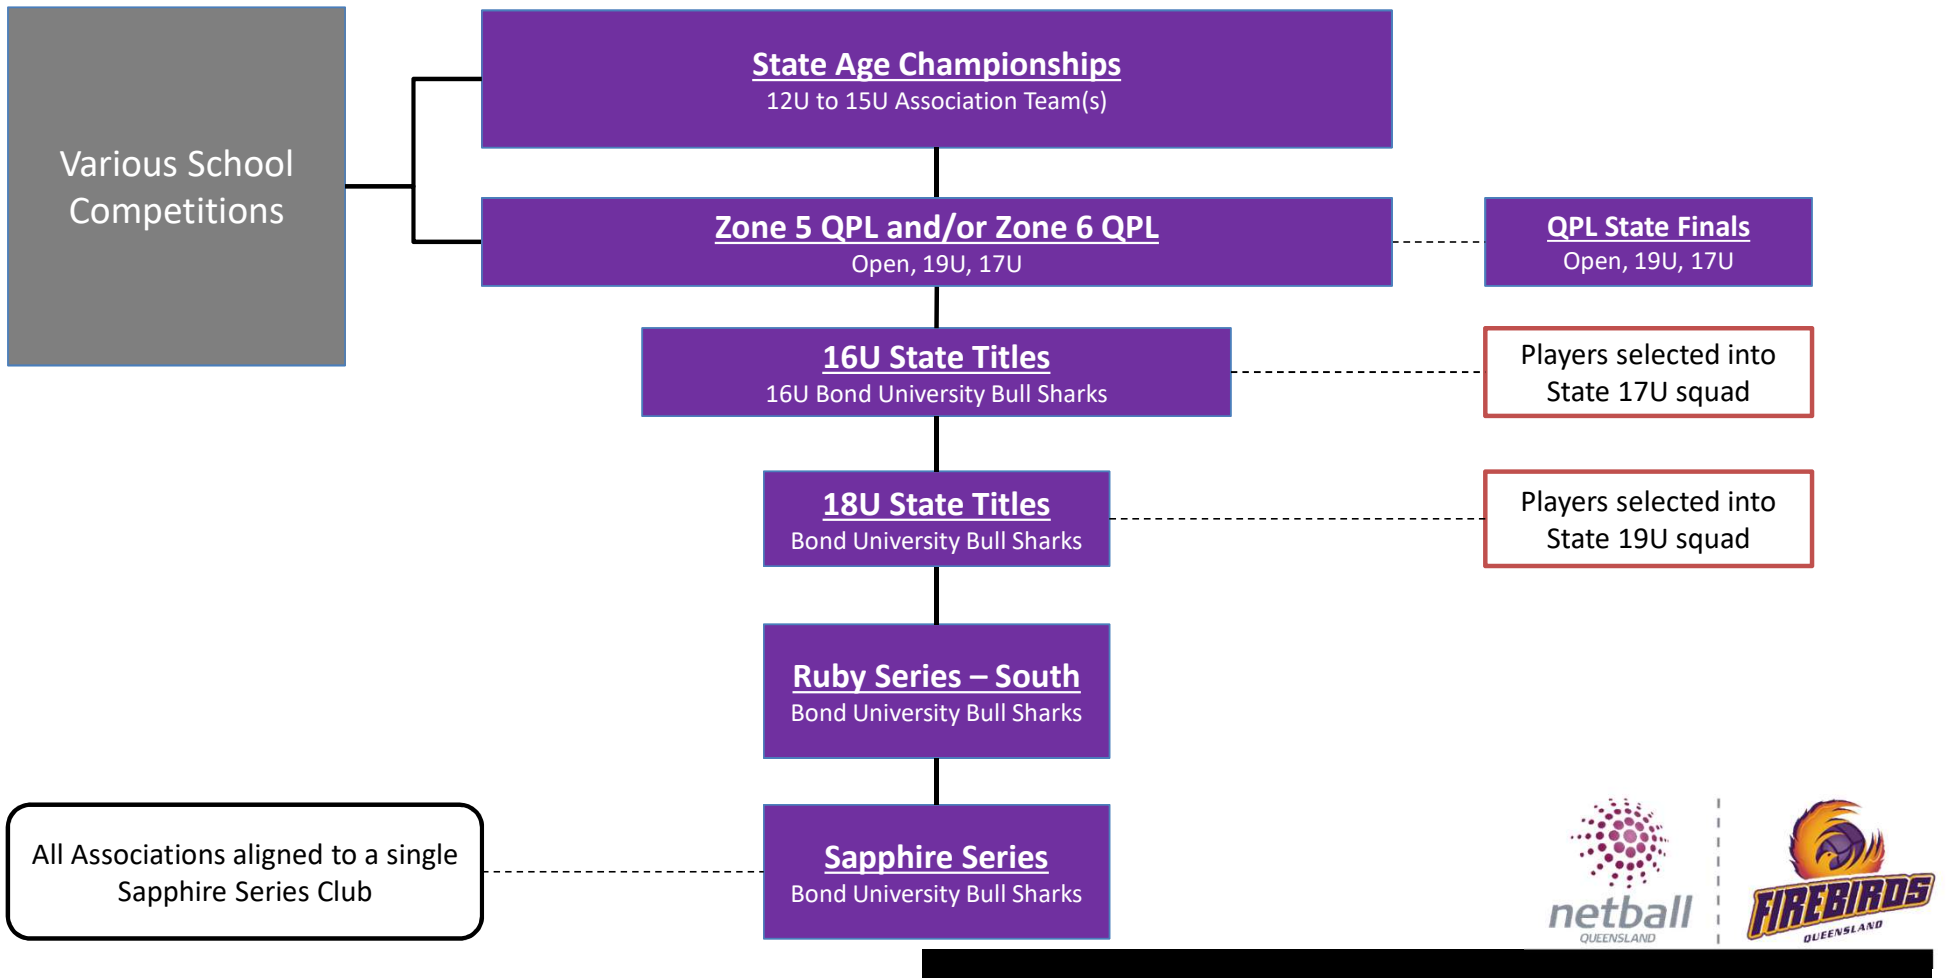 Various School
Competitions
State Age Championships
12U to 15U Association Team(s)
Zone 5 QPL and/or Zone 6 QPL
Open, 19U, 17U
QPL State Finals
Open, 19U, 17U
16U State Titles
16U Bond University Bull Sharks
Players selected into
State 17U squad
18U State Titles
Bond University Bull Sharks
Players selected into
State 19U squad
Ruby Series – South
Bond University Bull Sharks
All Associations aligned to a single
Sapphire Series Club
Sapphire Series
Bond University Bull Sharks
netball
QUEENSLAND
FIREBIRDS
QUEENSLAND